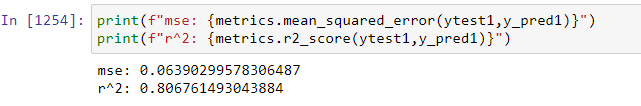 In [1254]: print(f"mse: {metrics.mean_squared_error(ytest1,y_pred1)}")
print(f"r^2: {metrics.r2_score(ytest1,y_pred1)}")
mse: 0.06390299578306487
r^2: 0.806761493043884